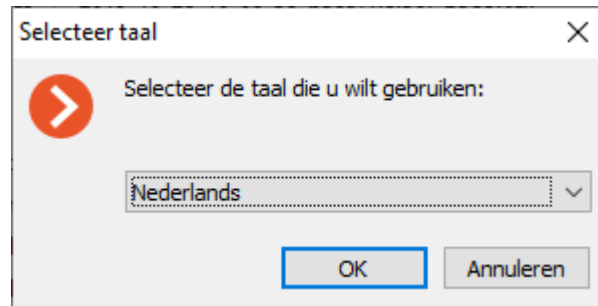 Selecteer taal
Selecteer de taal die u wilt gebruiken:
Nederlands
OK Annuleren